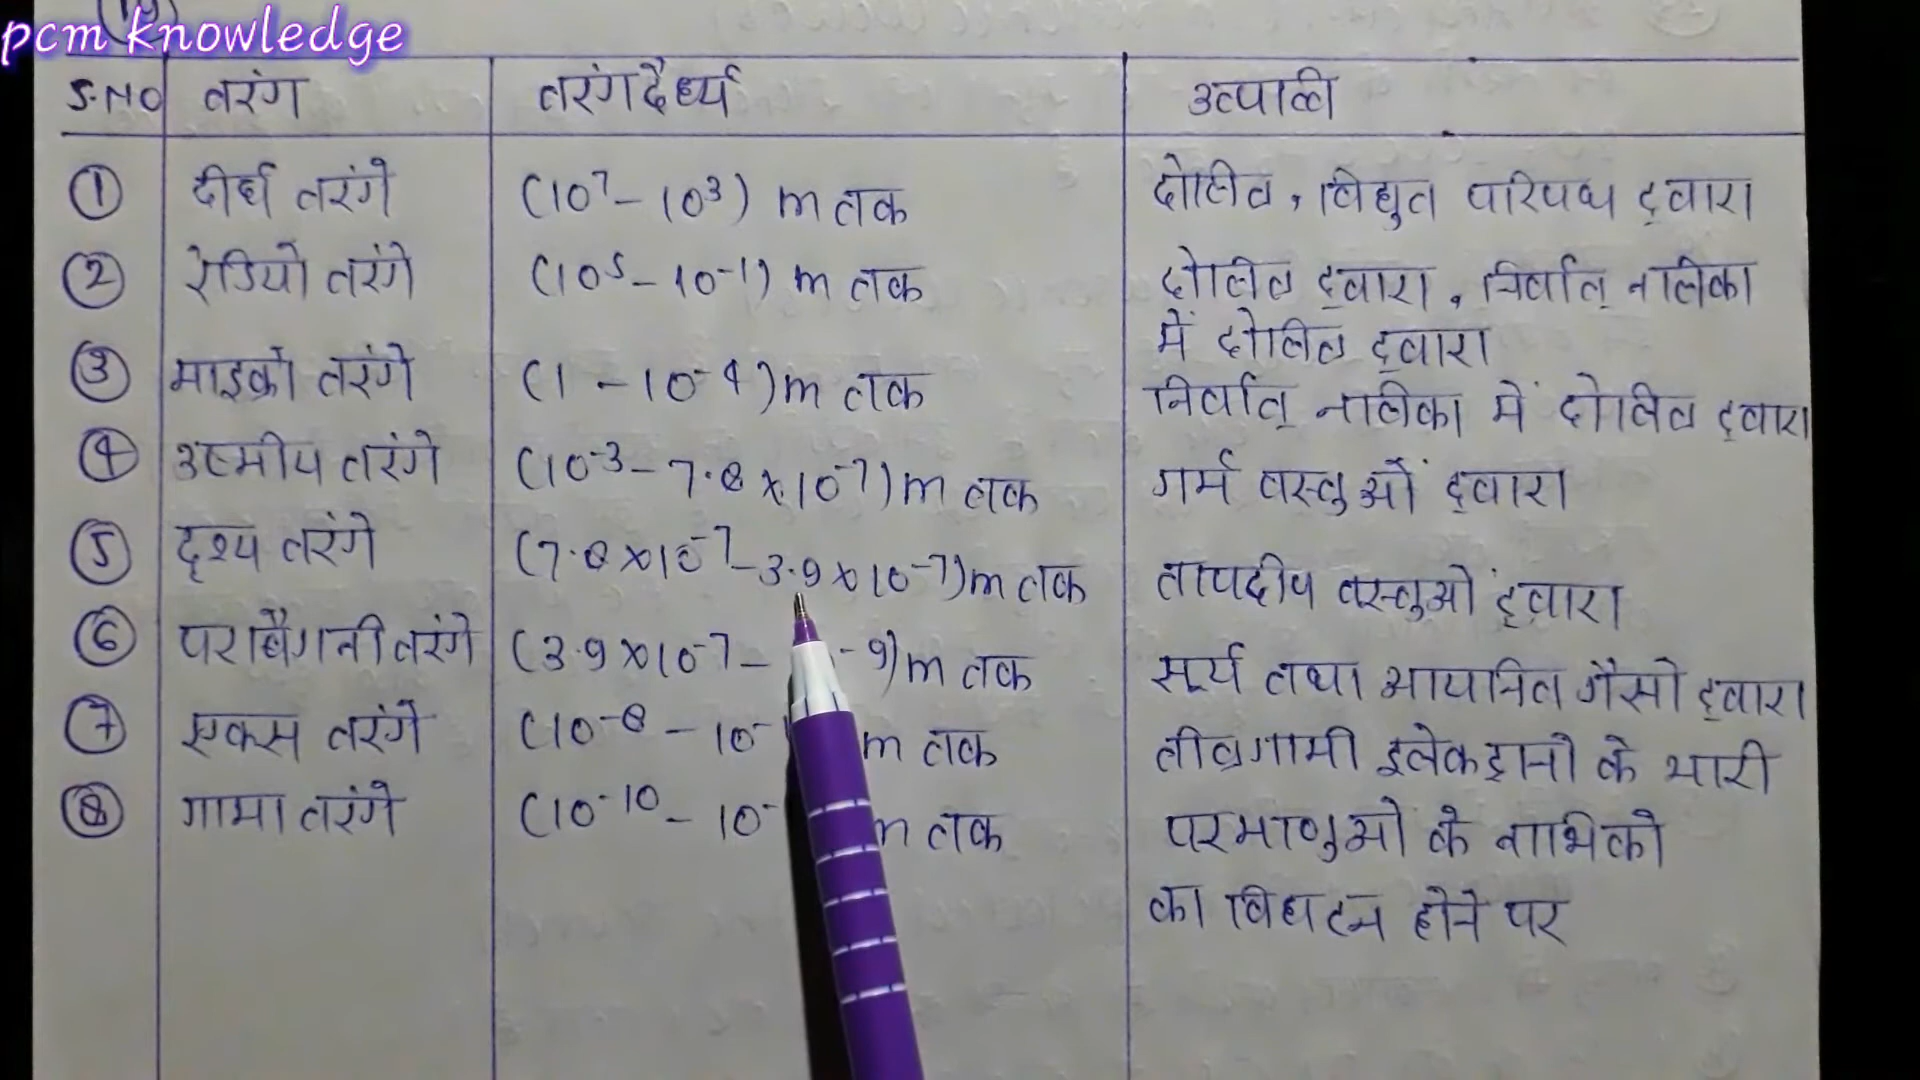 pcm knowledge
S.NO तरंग तरंगदैर्ध्य उत्पत्ति
① दीर्घ तरंगे (10⁷ - 10³) m तक दोलित, विद्युत परिपथ द्वारा
② रेडियो तरंगे (10⁵ - 10⁻¹) m तक दोलित द्वारा, निर्वात् नलिका
में दोलित द्वारा
③ माइक्रो तरंगे (1 - 10⁻⁴) m तक निर्वात् नलिका में दोलित द्वारा
④ उष्मीय तरंगे (10⁻³ - 7.8 × 10⁻⁷) m तक गर्म वस्तुओं द्वारा
⑤ दृश्य तरंगे (7.8 × 10⁻⁷ - 3.9 × 10⁻⁷) m तक तापदीप वस्तुओं द्वारा
⑥ पराबैगनी तरंगे (3.9 × 10⁻⁷ - ⁻⁹) m तक सूर्य तथा आयनित गैसो द्वारा
⑦ एक्स तरंगे (10⁻⁸ - 10⁻ m तक तीव्रगामी इलेकट्रानो के भारी
⑧ गामा तरंगे (10⁻¹⁰ - 10⁻ m तक परमाणुओ के नाभिको
का विघटन होने पर